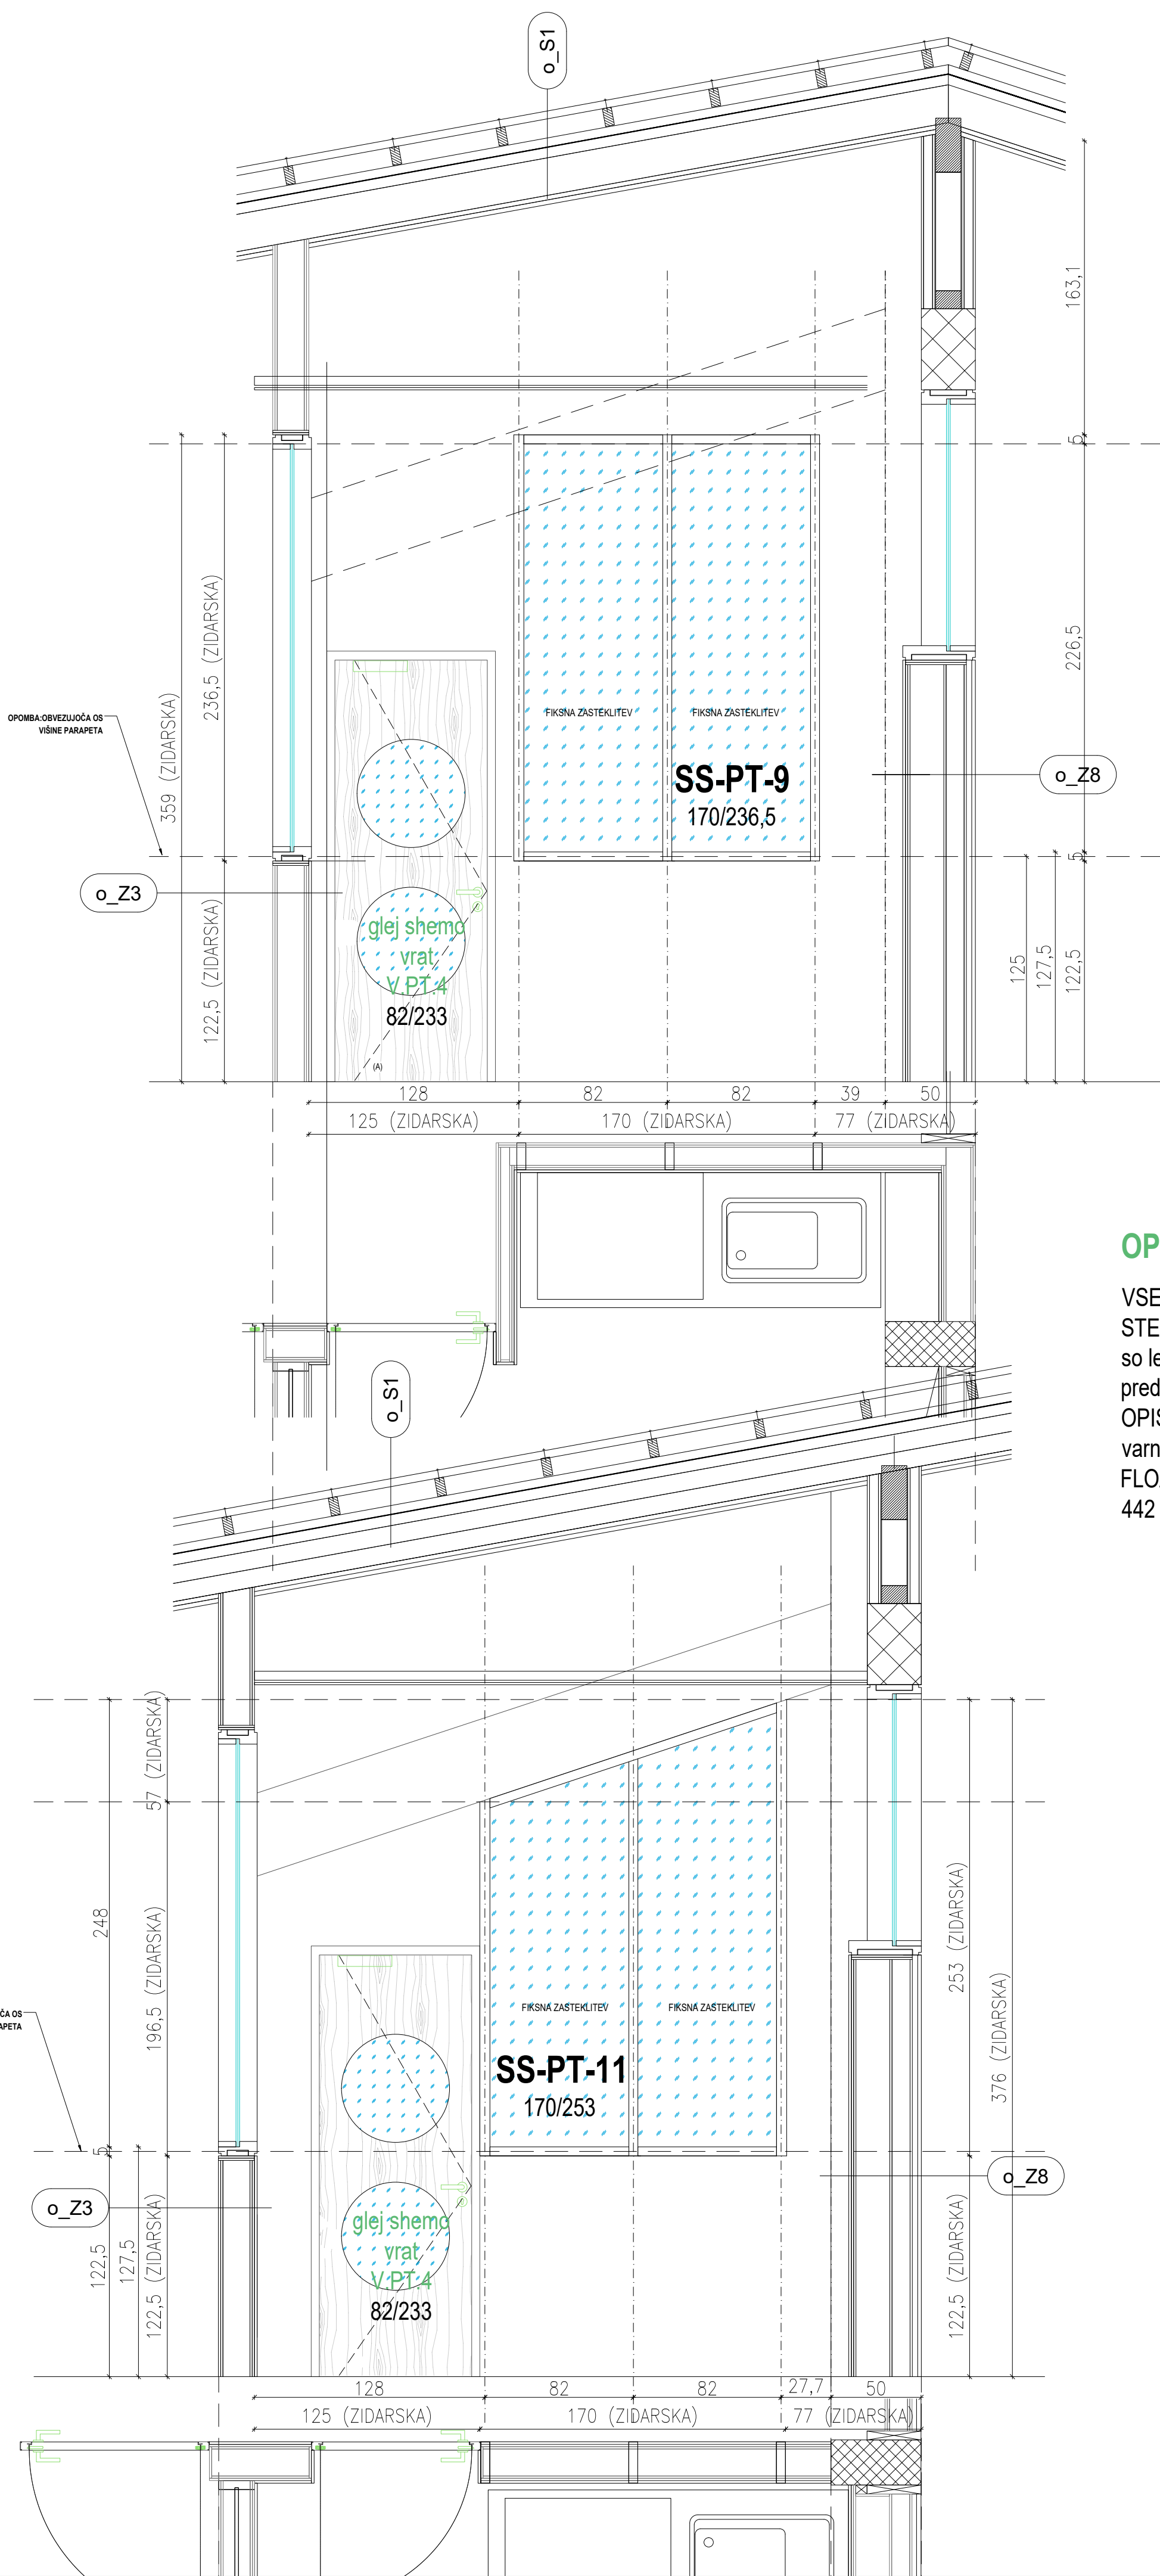 o_S1
163,1
5
359 (ZIDARSKA)
236,5 (ZIDARSKA)
226,5
OPOMBA:OBVEZUJOČA OS
VIŠINE PARAPETA
FIKSNA ZASTEKLITEV
FIKSNA ZASTEKLITEV
SS-PT-9
170/236,5
o_Z8
o_Z3
5
122,5 (ZIDARSKA)
glej shemo
vrat
V.PT.4
82/233
(A)
125
127,5
122,5
128
82
82
39
50
125 (ZIDARSKA)
170 (ZIDARSKA)
77 (ZIDARSKA)
OP
VSE
STE
so le
pred
OPIS
varn
FLO
442
o_S1
57 (ZIDARSKA)
248
196,5 (ZIDARSKA)
253 (ZIDARSKA)
376 (ZIDARSKA)
FIKSNA ZASTEKLITEV
FIKSNA ZASTEKLITEV
ČA OS
APETA
SS-PT-11
170/253
5
o_Z8
o_Z3
122,5
127,5
122,5 (ZIDARSKA)
glej shemo
vrat
V.PT.4
82/233
122,5 (ZIDARSKA)
128
82
82
27,7
50
125 (ZIDARSKA)
170 (ZIDARSKA)
77 (ZIDARSKA)